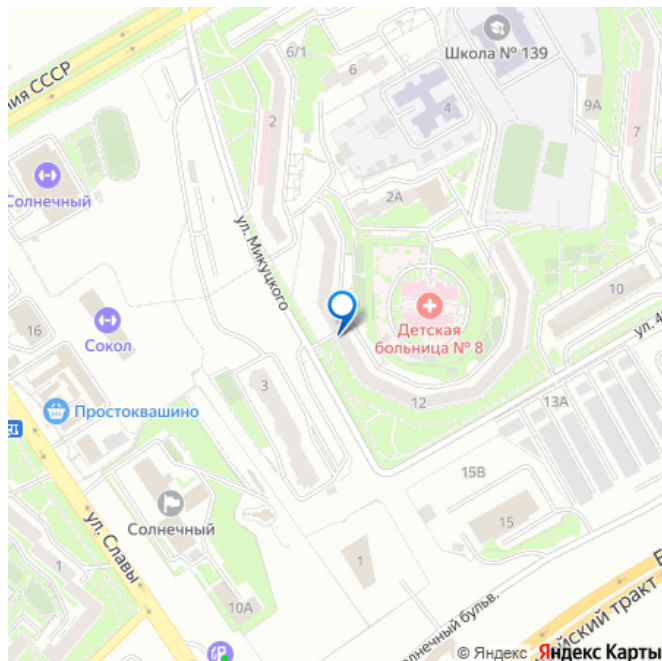 ия СССР
6/1
6
Школа № 139
9А
7
4
2
Солнечный
2А
ул. Микуцкого
10
16
Сокол
Детская
больница № 8
ул. 4
3
12
13А
Простоквашино
15В
Солнечный
15
ул. Славы
1
1
10А
нечный бульв.
йский тракт
© Яндекс Яндекс Карты